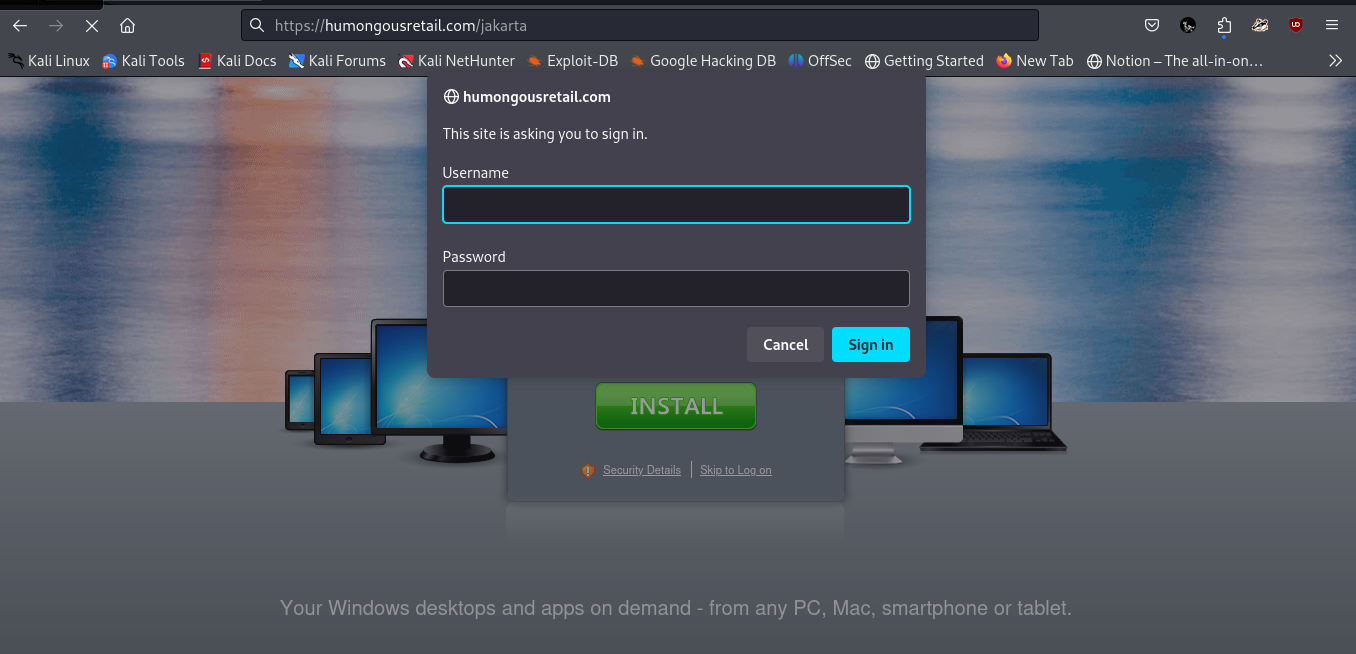 https://humongousretail.com/jakarta
Kali Linux Kali Tools Kali Docs Kali Forums Kali NetHunter Exploit-DB Google Hacking DB OffSec Getting Started New Tab Notion – The all-in-on…
humongousretail.com
This site is asking you to sign in.
Username
Password
Cancel Sign in
INSTALL
Security Details Skip to Log on
Your Windows desktops and apps on demand - from any PC, Mac, smartphone or tablet.